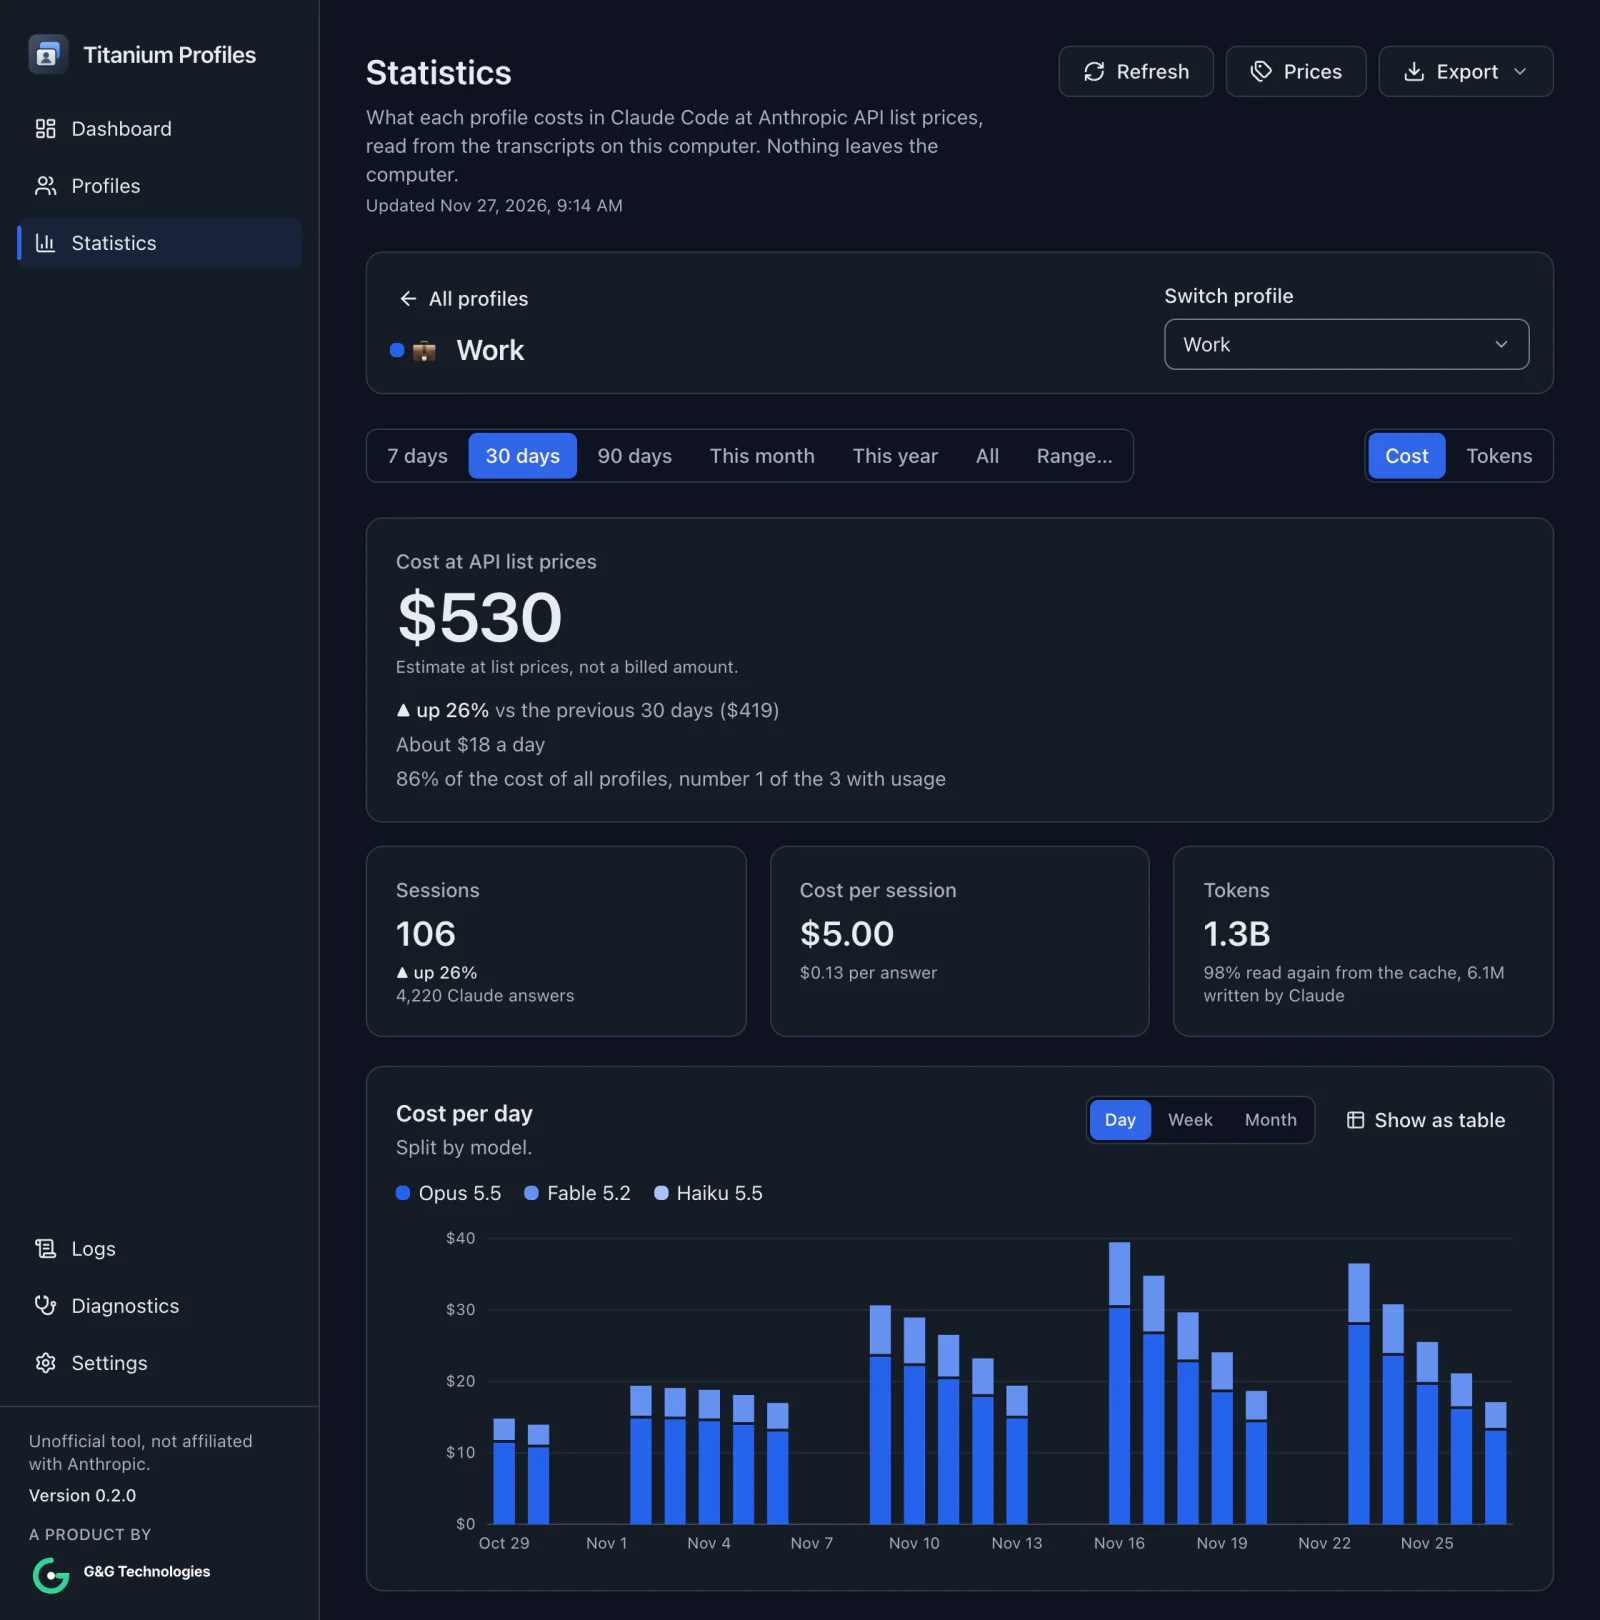 Titanium Profiles
Dashboard
Profiles
Statistics
Logs
Diagnostics
Settings
Unofficial tool, not affiliated
with Anthropic.
Version 0.2.0
A PRODUCT BY
G&G Technologies
Statistics
What each profile costs in Claude Code at Anthropic API list prices,
read from the transcripts on this computer. Nothing leaves the
computer.
Updated Nov 27, 2026, 9:14 AM
Refresh
Prices
Export
All profiles
Work
Switch profile
Work
7 days
30 days
90 days
This month
This year
All
Range...
Cost
Tokens
Cost at API list prices
$530
Estimate at list prices, not a billed amount.
▲ up 26% vs the previous 30 days ($419)
About $18 a day
86% of the cost of all profiles, number 1 of the 3 with usage
Sessions
106
▲ up 26%
4,220 Claude answers
Cost per session
$5.00
$0.13 per answer
Tokens
1.3B
98% read again from the cache, 6.1M
written by Claude
Cost per day
Split by model.
Day
Week
Month
Show as table
Opus 5.5
Fable 5.2
Haiku 5.5
$40
$30
$20
$10
$0
Oct 29
Nov 1
Nov 4
Nov 7
Nov 10
Nov 13
Nov 16
Nov 19
Nov 22
Nov 25